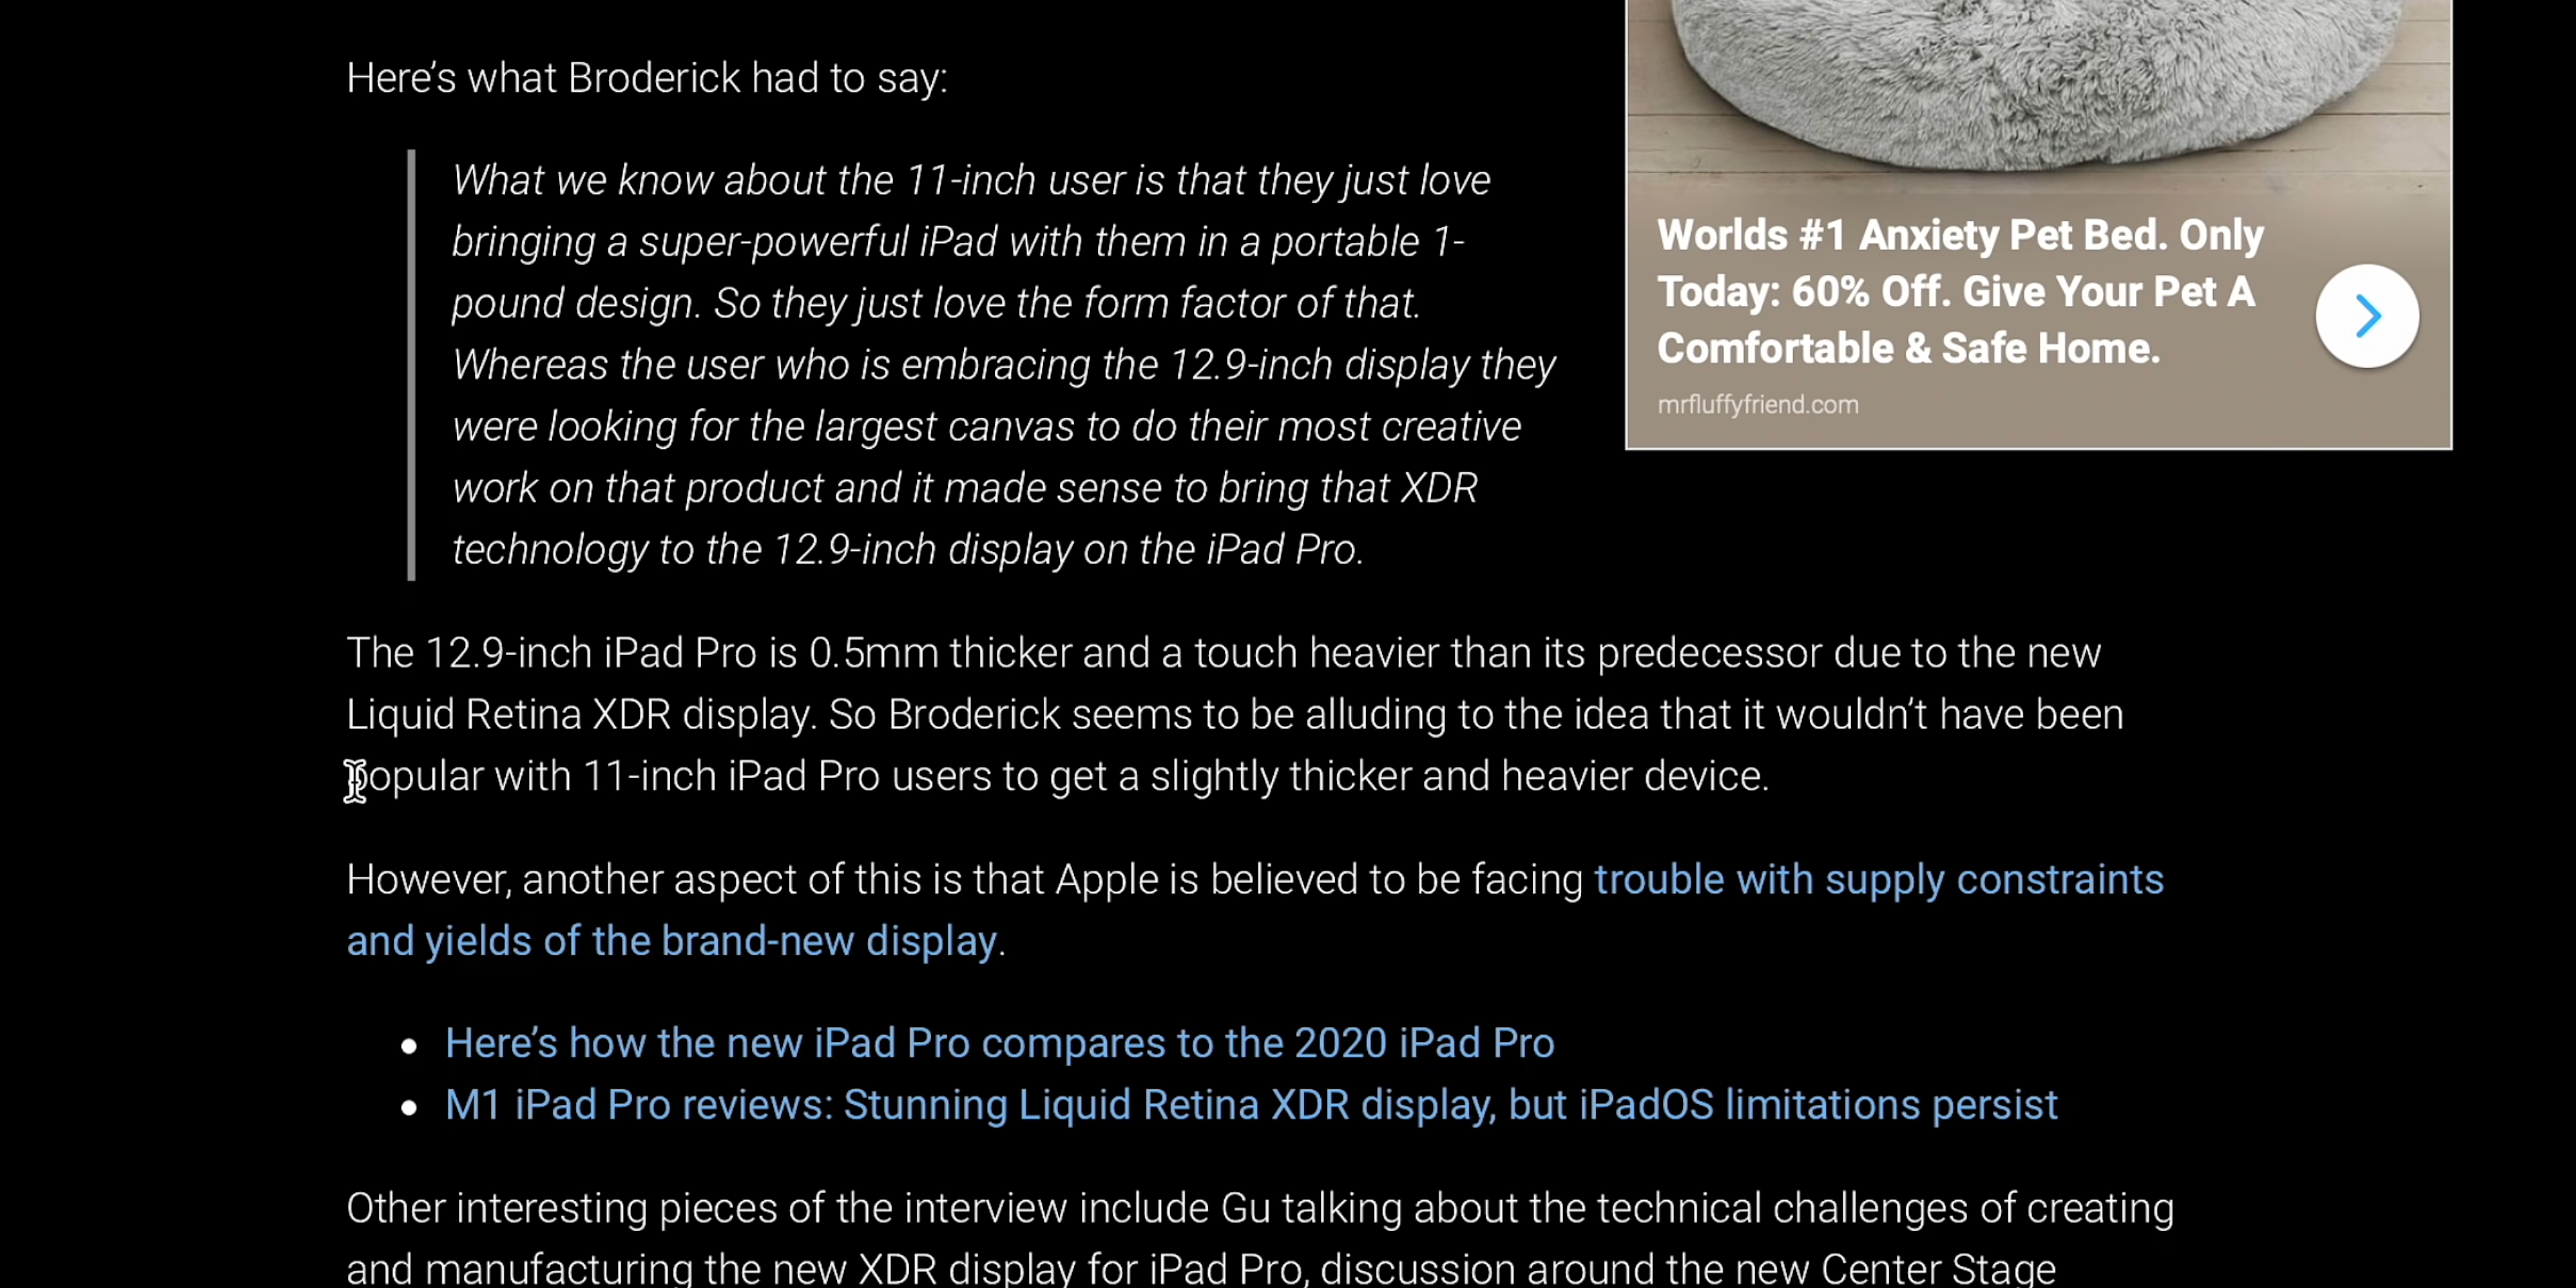 Here’s what Broderick had to say:
What we know about the 11-inch user is that they just love
bringing a super-powerful iPad with them in a portable 1-
pound design. So they just love the form factor of that.
Whereas the user who is embracing the 12.9-inch display they
were looking for the largest canvas to do their most creative
work on that product and it made sense to bring that XDR
technology to the 12.9-inch display on the iPad Pro.
Worlds #1 Anxiety Pet Bed. Only
Today: 60% Off. Give Your Pet A
Comfortable & Safe Home.
mrfluffyfriend.com
The 12.9-inch iPad Pro is 0.5mm thicker and a touch heavier than its predecessor due to the new
Liquid Retina XDR display. So Broderick seems to be alluding to the idea that it wouldn’t have been
popular with 11-inch iPad Pro users to get a slightly thicker and heavier device.
However, another aspect of this is that Apple is believed to be facing trouble with supply constraints
and yields of the brand-new display.
Here’s how the new iPad Pro compares to the 2020 iPad Pro
M1 iPad Pro reviews: Stunning Liquid Retina XDR display, but iPadOS limitations persist
Other interesting pieces of the interview include Gu talking about the technical challenges of creating
and manufacturing the new XDR display for iPad Pro, discussion around the new Center Stage